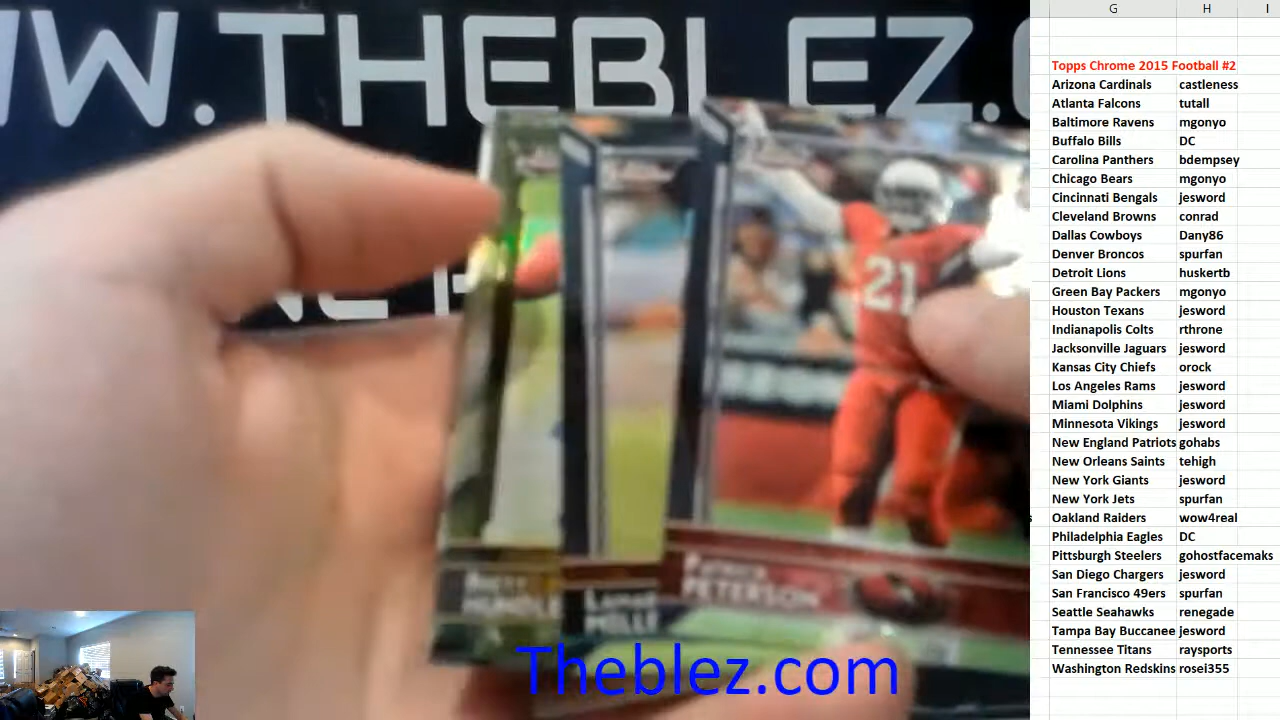 W.THEBLEZ.
G H I
Topps Chrome 2015 Football #2
Arizona Cardinals castleness
Atlanta Falcons tutall
Baltimore Ravens mgonyo
Buffalo Bills DC
Carolina Panthers bdempsey
Chicago Bears mgonyo
Cincinnati Bengals jesword
Cleveland Browns conrad
Dallas Cowboys Dany86
Denver Broncos spurfan
Detroit Lions huskertb
Green Bay Packers mgonyo
Houston Texans jesword
Indianapolis Colts rthrone
Jacksonville Jaguars jesword
Kansas City Chiefs orock
Los Angeles Rams jesword
Miami Dolphins jesword
Minnesota Vikings jesword
New England Patriots gohabs
New Orleans Saints tehigh
New York Giants jesword
New York Jets spurfan
Oakland Raiders wow4real
Philadelphia Eagles DC
Pittsburgh Steelers gohostfacemaks
San Diego Chargers jesword
San Francisco 49ers spurfan
Seattle Seahawks renegade
Tampa Bay Buccanee jesword
Tennessee Titans raysports
Washington Redskins rosei355
21
PATRICK
PETERSON
LAMAR
MILLE
BRETT
HUNDLE
Theblez.com